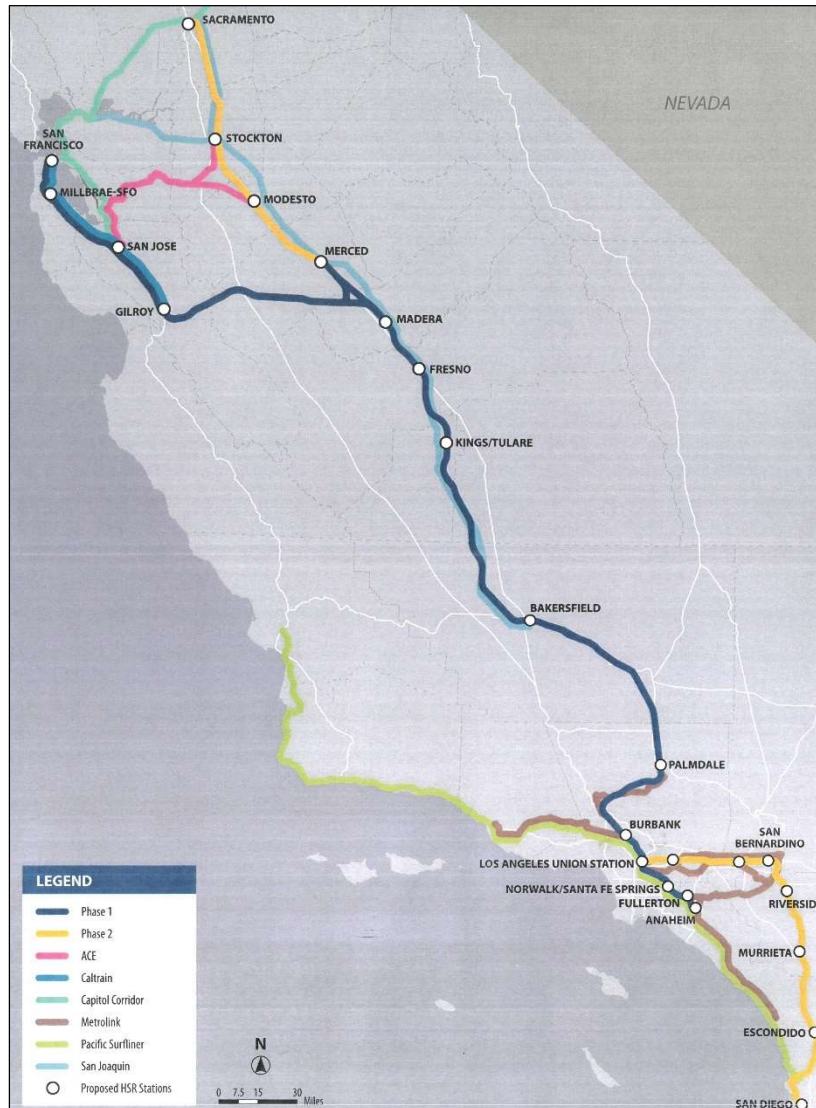 SACRAMENTO
NEVADA
SAN
FRANCISCO
STOCKTON
MILLBRAE-SFO
MODESTO
SAN JOSE
MERCED
GILROY
MADERA
FRESNO
KINGS/TULARE
BAKERSFIELD
PALMDALE
BURBANK
SAN
BERNARDINO
LOS ANGELES UNION STATION
NORWALK/SANTA FE SPRINGS
RIVERSID
FULLERTON
ANAHEIM
MURRIETA
ESCONDIDO
SAN DIEGO
LEGEND
Phase 1
Phase 2
ACE
Caltrain
Capitol Corridor
Metrolink
Pacific Surfliner
San Joaquin
Proposed HSR Stations
N
0 7.5 15 30
Miles